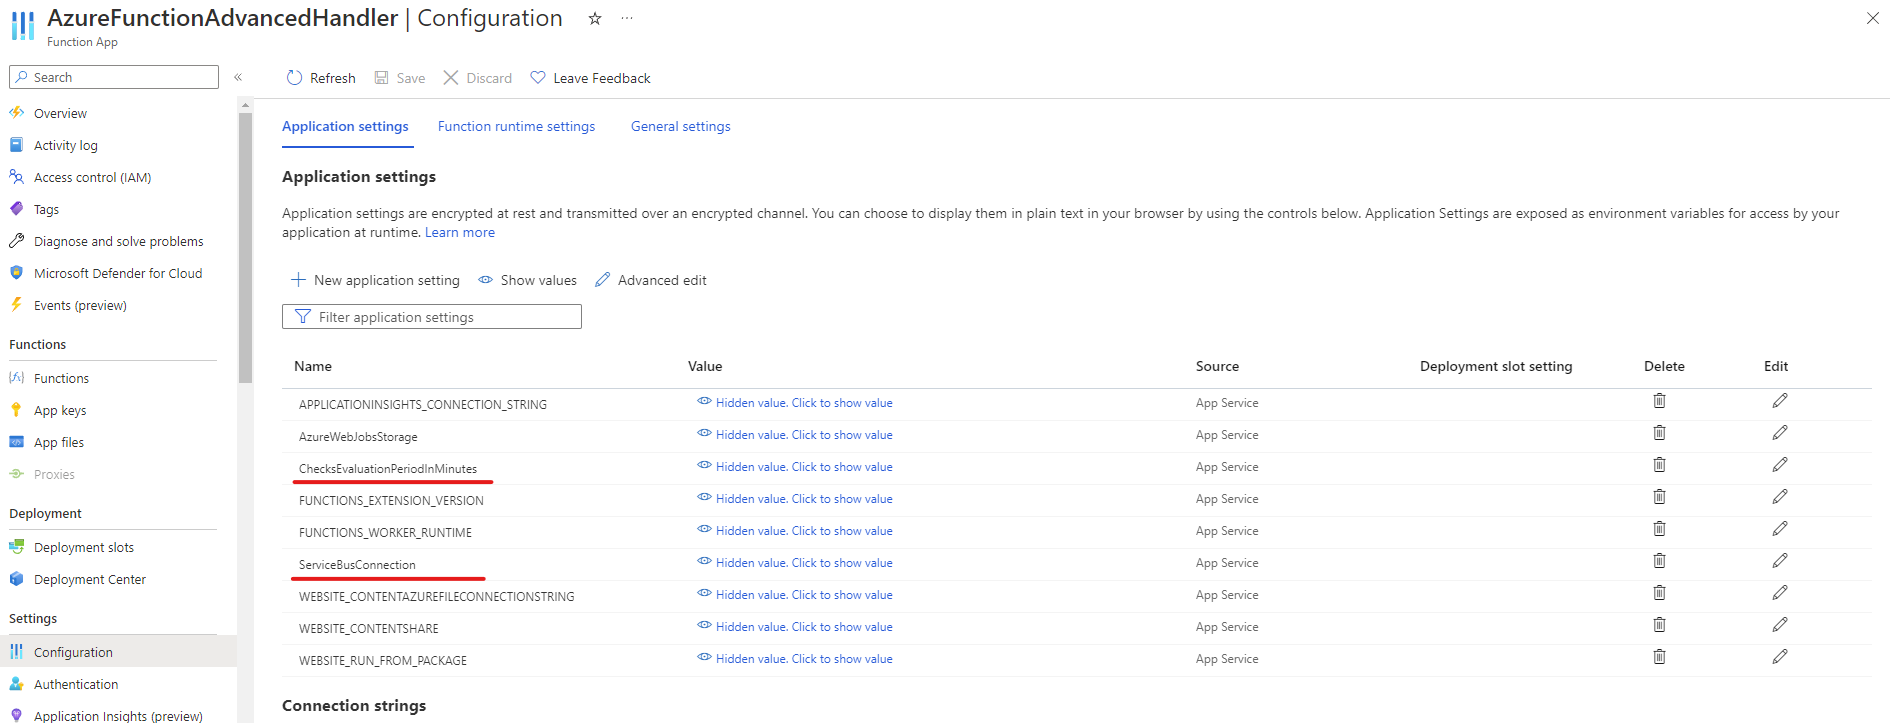 AzureFunctionAdvancedHandler | Configuration
Function App
Search
«
Refresh
Save
Discard
Leave Feedback
Overview
Activity log
Access control (IAM)
Tags
Diagnose and solve problems
Microsoft Defender for Cloud
Events (preview)
Functions
Functions
App keys
App files
Proxies
Deployment
Deployment slots
Deployment Center
Settings
Configuration
Authentication
Application Insights (preview)
Application settings
Function runtime settings
General settings
Application settings
Application settings are encrypted at rest and transmitted over an encrypted channel. You can choose to display them in plain text in your browser by using the controls below. Application Settings are exposed as environment variables for access by your
application at runtime. Learn more
New application setting
Show values
Advanced edit
Filter application settings
Name Value Source Deployment slot setting Delete Edit
APPLICATIONINSIGHTS_CONNECTION_STRING Hidden value. Click to show value App Service
AzureWebJobsStorage Hidden value. Click to show value App Service
ChecksEvaluationPeriodInMinutes Hidden value. Click to show value App Service
FUNCTIONS_EXTENSION_VERSION Hidden value. Click to show value App Service
FUNCTIONS_WORKER_RUNTIME Hidden value. Click to show value App Service
ServiceBusConnection Hidden value. Click to show value App Service
WEBSITE_CONTENTAZUREFILECONNECTIONSTRING Hidden value. Click to show value App Service
WEBSITE_CONTENTSHARE Hidden value. Click to show value App Service
WEBSITE_RUN_FROM_PACKAGE Hidden value. Click to show value App Service
Connection strings